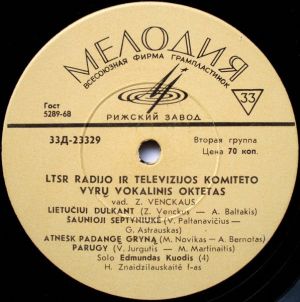 МЕЛОДИЯ
ВСЕСОЮЗНАЯ ФИРМА ГРАМПЛАСТИНОК
33
Гост
5289-68
РИЖСКИЙ ЗАВОД
33Д-23329
Вторая группа
Цена 70 коп.
LTSR RADIJO IR TELEVIZIJOS KOMITETO
VYRŲ VOKALINIS OKTETAS
vad. Z. VENCKAUS
LIETUČIUI DULKANT (Z. Venckus — A. Baltakis)
ŠAUNIOJI SEPTYNIUKĖ (V. Paltanavičius —
G. Astrauskas)
ATNEŠK PADANGĘ GRYNĄ (M. Novikas — A. Bernotas)
PARUGY (V. Jurgutis — M. Martinaitis)
Solo Edmundas Kuodis (4)
H. Znaidzilauskaitė f-as